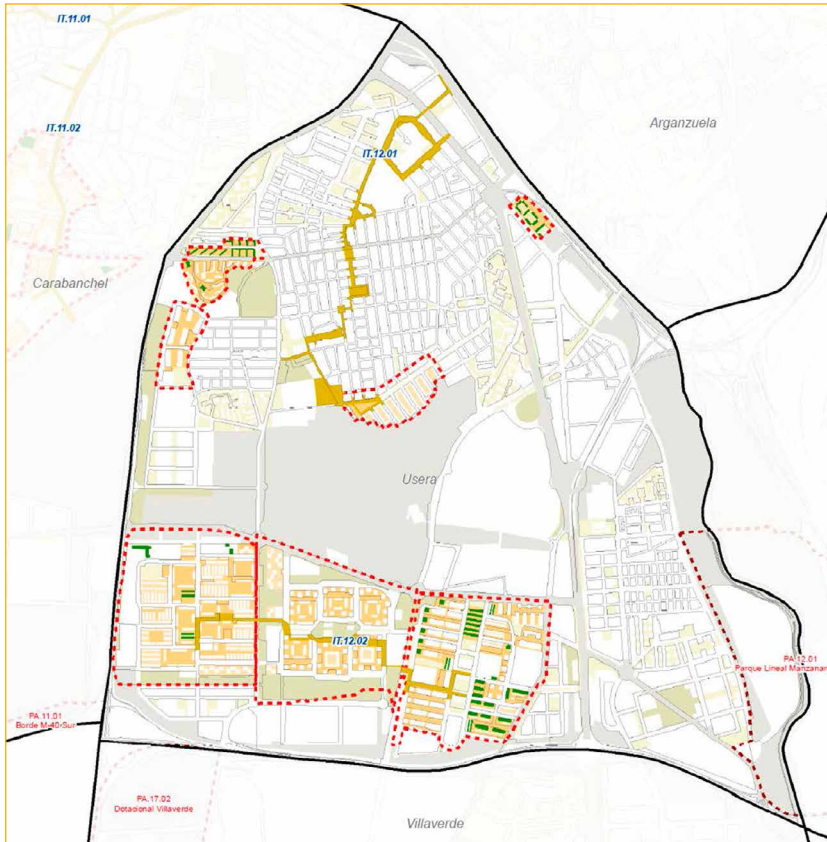 IT.11.01
IT.11.02
Arganzuela
IT.12.01
Carabanchel
Usera
IT.12.02
PA.12.01
Parque Lineal Manzanar
PA.11.01
Borde M-40-Sur
PA.17.02
Dotacional Villaverde
Villaverde